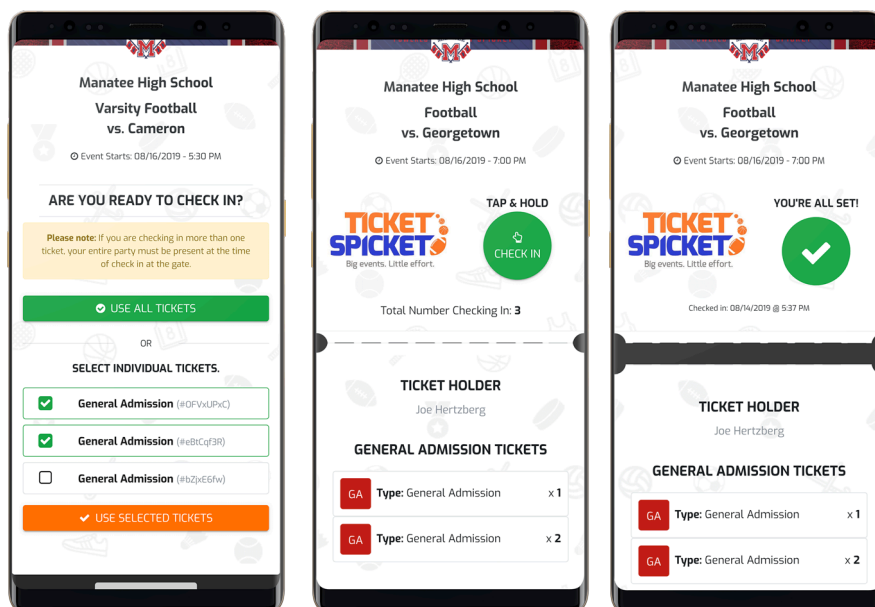 M
Manatee High School
Varsity Football
vs. Cameron
Event Starts: 08/16/2019 - 5:30 PM
ARE YOU READY TO CHECK IN?
Please note: If you are checking in more than one
ticket, your entire party must be present at the time
of check in at the gate.
USE ALL TICKETS
OR
SELECT INDIVIDUAL TICKETS.
General Admission (#OFVxUPxC)
General Admission (#eBtCqf3R)
General Admission (#bZjxE6fw)
USE SELECTED TICKETS
M
Manatee High School
Football
vs. Georgetown
Event Starts: 08/16/2019 - 7:00 PM
TICKET
SPICKET
Big events. Little effort.
TAP & HOLD
CHECK IN
Total Number Checking In: 3
TICKET HOLDER
Joe Hertzberg
GENERAL ADMISSION TICKETS
GA Type: General Admission x 1
GA Type: General Admission x 2
M
Manatee High School
Football
vs. Georgetown
Event Starts: 08/16/2019 - 7:00 PM
TICKET
SPICKET
Big events. Little effort.
YOU'RE ALL SET!
Checked in: 08/14/2019 @ 5:37 PM
TICKET HOLDER
Joe Hertzberg
GENERAL ADMISSION TICKETS
GA Type: General Admission x 1
GA Type: General Admission x 2